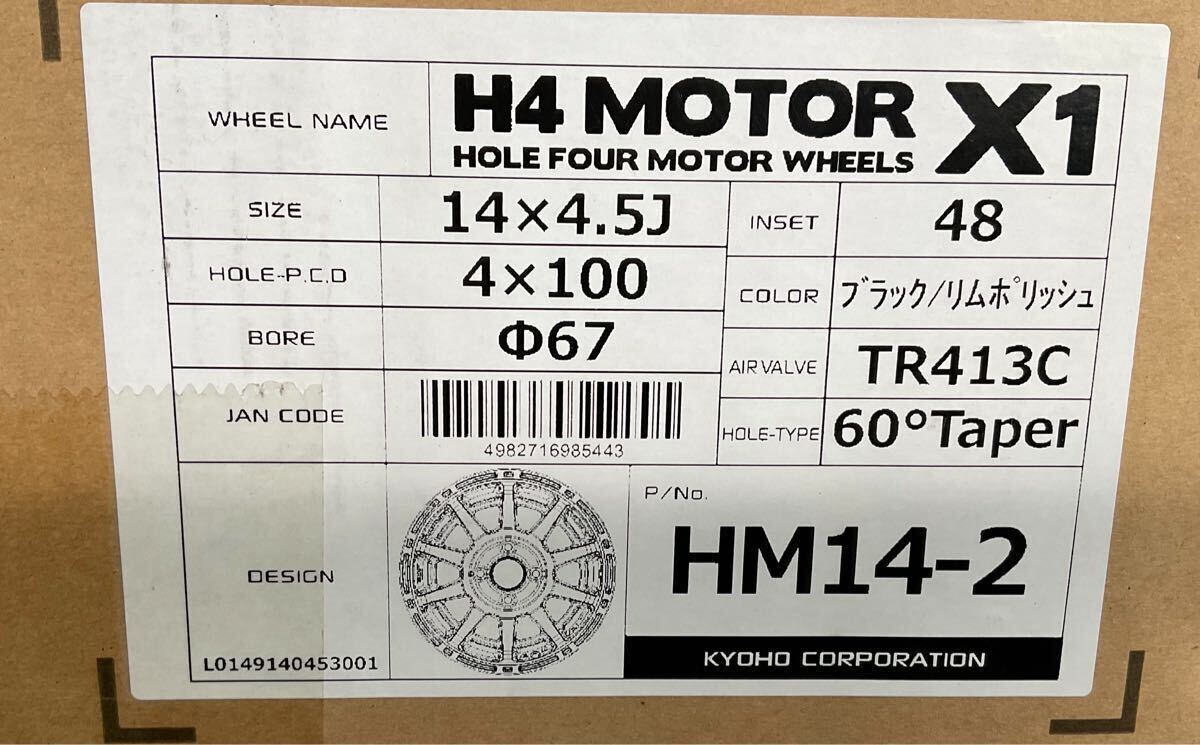 WHEEL NAME
H4 MOTOR X1
HOLE FOUR MOTOR WHEELS
SIZE
14×4.5J
INSET
48
HOLE-P.C.D
4×100
COLOR
ブラック/リムポリッシュ
BORE
Φ67
AIR VALVE
TR413C
JAN CODE
4982716985443
HOLE-TYPE
60°Taper
DESIGN
L0149140453001
P/No.
HM14-2
KYOHO CORPORATION